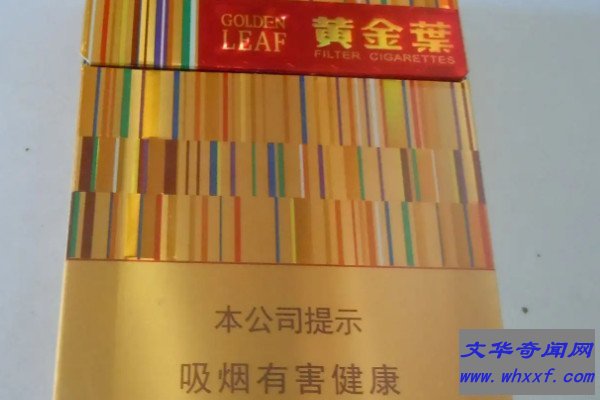 GOLDEN
LEAF
黄金葉
FILTER CIGARETTES
本公司提示
吸烟有害健康
文华奇闻网
www.whxxf.com